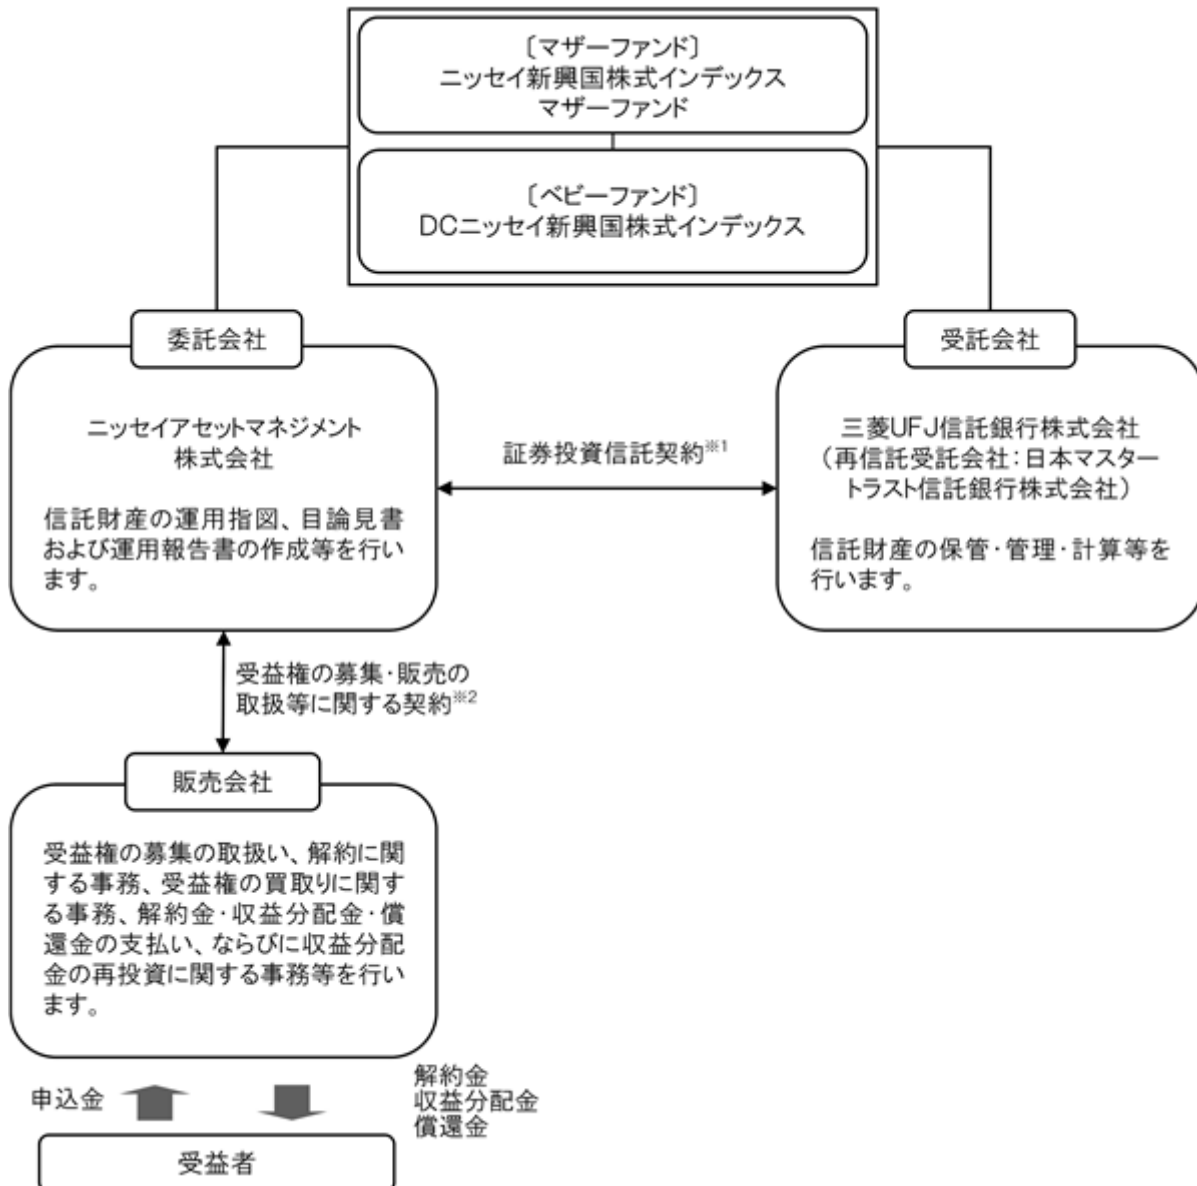 〔マザーファンド〕
ニッセイ新興国株式インデックス
マザーファンド
〔ベビーファンド〕
DCニッセイ新興国株式インデックス
委託会社
ニッセイアセットマネジメント
株式会社
信託財産の運用指図、目論見書
および運用報告書の作成等を行い
ます。
証券投資信託契約※1
受託会社
三菱UFJ信託銀行株式会社
（再信託受託会社：日本マスター
トラスト信託銀行株式会社）
信託財産の保管・管理・計算等を
行います。
受益権の募集・販売の
取扱等に関する契約※2
販売会社
受益権の募集の取扱い、解約に関
する事務、受益権の買取りに関す
る事務、解約金・収益分配金・償
還金の支払い、ならびに収益分配
金の再投資に関する事務等を行い
ます。
申込金
解約金
収益分配金
償還金
受益者